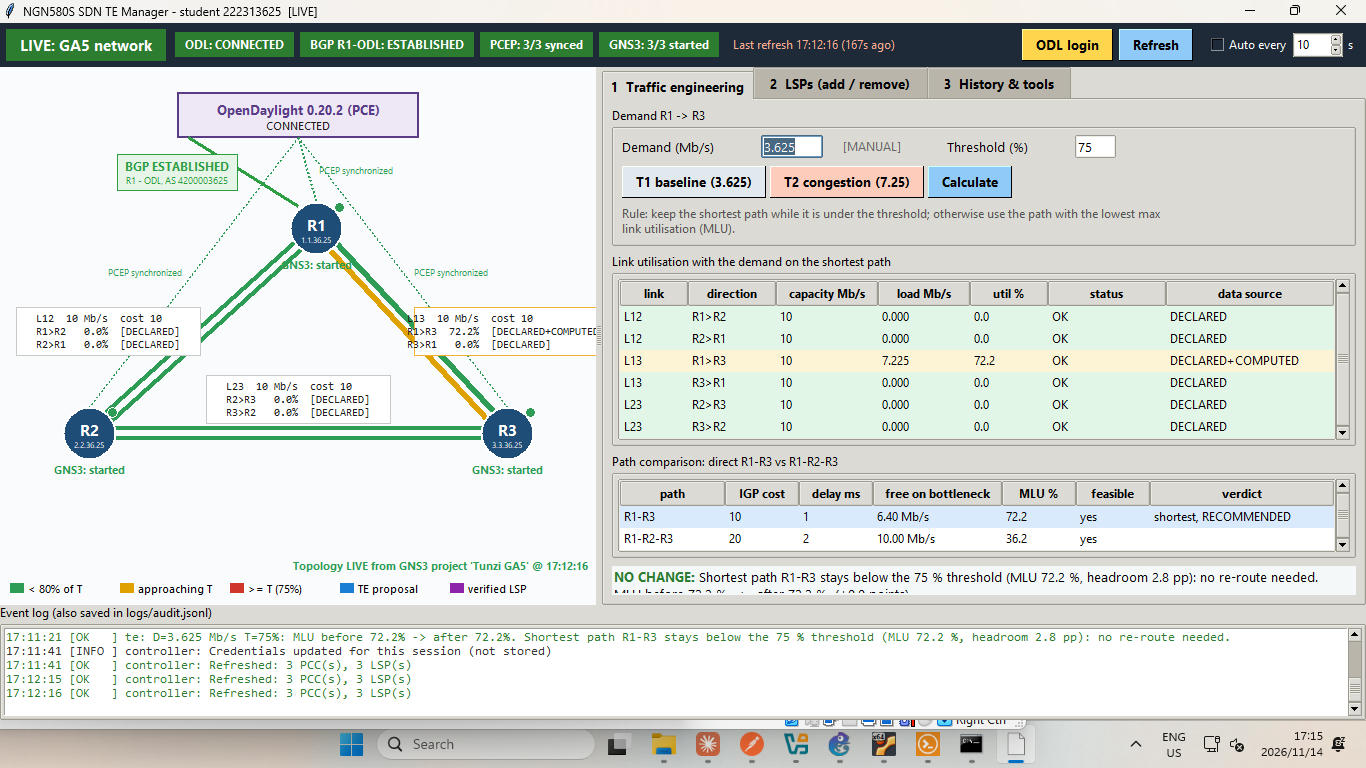 NGN580S SDN TE Manager - student 222313625 [LIVE]
LIVE: GA5 network
ODL: CONNECTED
BGP R1-ODL: ESTABLISHED
PCEP: 3/3 synced
GNS3: 3/3 started
Last refresh 17:12:16 (167s ago)
ODL login
Refresh
Auto every
10
s
OpenDaylight 0.20.2 (PCE)
CONNECTED
BGP ESTABLISHED
R1 - ODL, AS 4200003625
PCEP synchronized
R1
1.1.36.25
GNS3: started
PCEP synchronized
PCEP synchronized
L12 10 Mb/s cost 10
R1>R2 0.0% [DECLARED]
R2>R1 0.0% [DECLARED]
L13 10 Mb/s cost 10
R1>R3 72.2% [DECLARED+COMPUTED
R3>R1 0.0% [DECLARED]
L23 10 Mb/s cost 10
R2>R3 0.0% [DECLARED]
R3>R2 0.0% [DECLARED]
R2
2.2.36.25
GNS3: started
R3
3.3.36.25
GNS3: started
Topology LIVE from GNS3 project 'Tunzi GA5' @ 17:12:16
< 80% of T
approaching T
>= T (75%)
TE proposal
verified LSP
1 Traffic engineering
2 LSPs (add / remove)
3 History & tools
Demand R1 -> R3
Demand (Mb/s)
3.625
[MANUAL]
Threshold (%)
75
T1 baseline (3.625)
T2 congestion (7.25)
Calculate
Rule: keep the shortest path while it is under the threshold; otherwise use the path with the lowest max
link utilisation (MLU).
Link utilisation with the demand on the shortest path
link direction capacity Mb/s load Mb/s util % status data source
L12 R1>R2 10 0.000 0.0 OK DECLARED
L12 R2>R1 10 0.000 0.0 OK DECLARED
L13 R1>R3 10 7.225 72.2 OK DECLARED+COMPUTED
L13 R3>R1 10 0.000 0.0 OK DECLARED
L23 R2>R3 10 0.000 0.0 OK DECLARED
L23 R3>R2 10 0.000 0.0 OK DECLARED
Path comparison: direct R1-R3 vs R1-R2-R3
path IGP cost delay ms free on bottleneck MLU % feasible verdict
R1-R3 10 1 6.40 Mb/s 72.2 yes shortest, RECOMMENDED
R1-R2-R3 20 2 10.00 Mb/s 36.2 yes
NO CHANGE: Shortest path R1-R3 stays below the 75 % threshold (MLU 72.2 %, headroom 2.8 pp): no re-route needed.
Event log (also saved in logs/audit.jsonl)
17:11:21 [OK ] te: D=3.625 Mb/s T=75%: MLU before 72.2% -> after 72.2%. Shortest path R1-R3 stays below the 75 % threshold (MLU 72.2 %, headroom 2.8 pp): no re-route needed.
17:11:41 [INFO ] controller: Credentials updated for this session (not stored)
17:11:41 [OK ] controller: Refreshed: 3 PCC(s), 3 LSP(s)
17:12:15 [OK ] controller: Refreshed: 3 PCC(s), 3 LSP(s)
17:12:16 [OK ] controller: Refreshed: 3 PCC(s), 3 LSP(s)
Right Ctrl
Search
ENG
US
17:15
2026/11/14